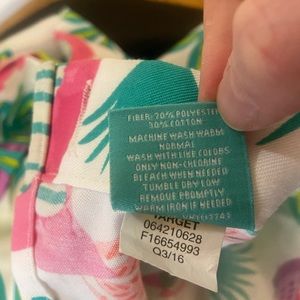 FIBER: 70% POLYESTER
30% COTTON
MACHINE WASH WARM
NORMAL
WASH WITH LIKE COLORS
ONLY NON-CHLORINE
BLEACH WHEN NEEDED
TUMBLE DRY LOW
REMOVE PROMPTLY
WARM IRON IF NEEDED
TARGET
064210628
F16654993
Q3/16